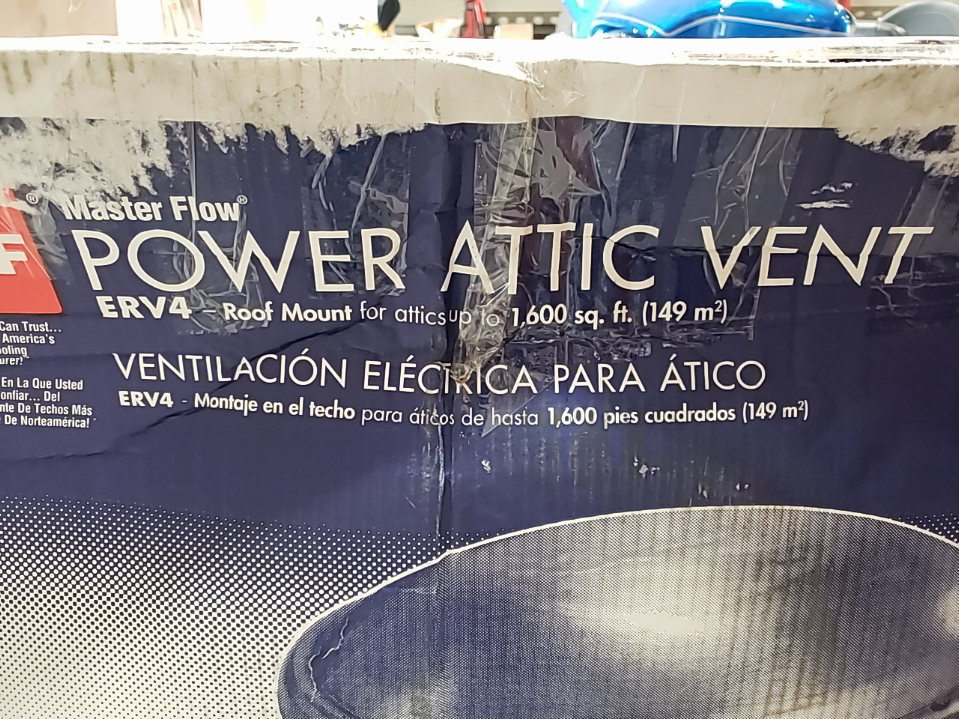 Master Flow®
POWER ATTIC VENT
ERV4 – Roof Mount for attics up to 1,600 sq. ft. (149 m²)
VENTILACIÓN ELÉCTRICA PARA ÁTICO
ERV4 - Montaje en el techo para áticos de hasta 1,600 pies cuadrados (149 m²)
®
F
Can Trust...
America's
En La Que Usted
Del
De Techos Más
De Norteamérica!